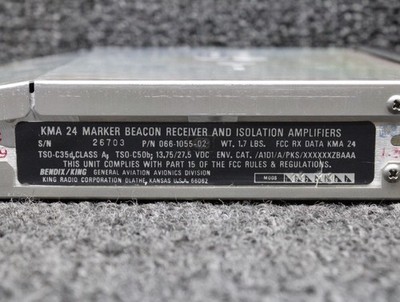 KMA 24 MARKER BEACON RECEIVER AND ISOLATION AMPLIFIERS
S/N 26703 P/N 066-1055-02 WT. 1.7 LBS. FCC RX DATA KMA 24
TSO-C35d, CLASS A, TSO-C50b; 13.75/27.5 VDC ENV. CAT. /A1D1/A/PKS/XXXXXXZBAAA
THIS UNIT COMPLIES WITH PART 15 OF THE FCC RULES & REGULATIONS.
BENDIX/KING GENERAL AVIATION AVIONICS DIVISION
KING RADIO CORPORATION OLATHE, KANSAS U.S.A. 66062
MODS